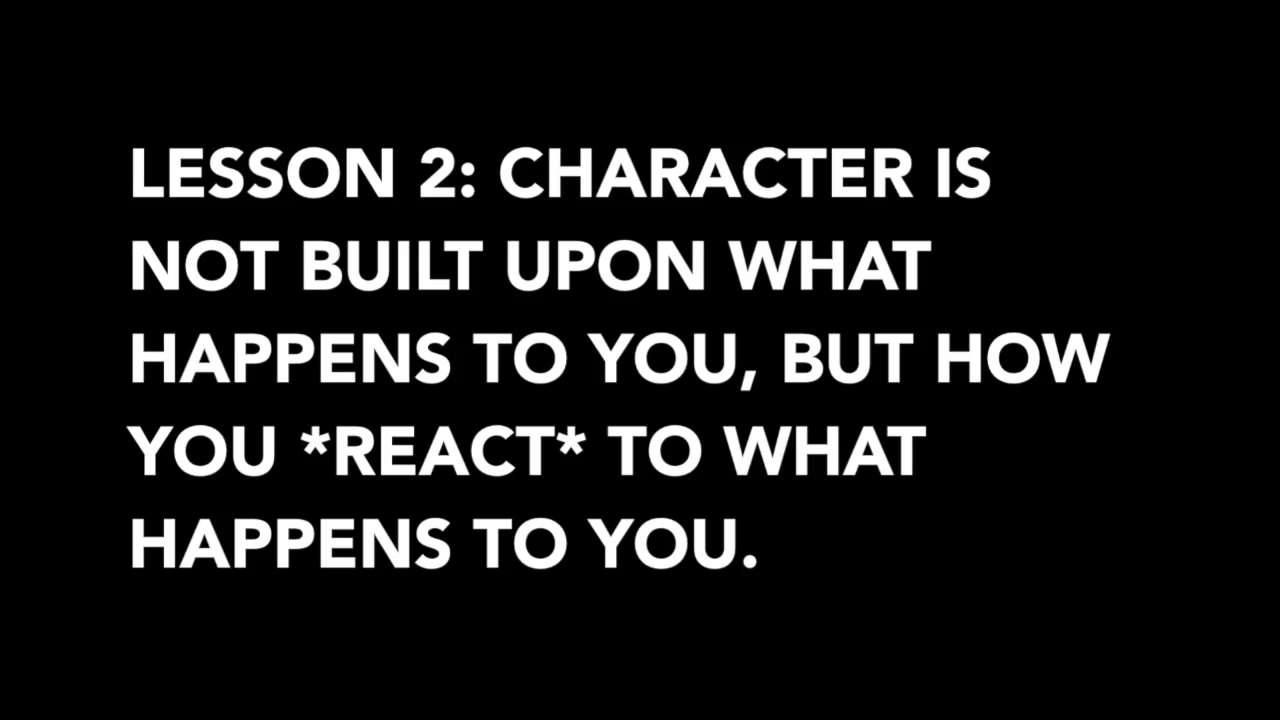 LESSON 2: CHARACTER IS
NOT BUILT UPON WHAT
HAPPENS TO YOU, BUT HOW
YOU *REACT* TO WHAT
HAPPENS TO YOU.